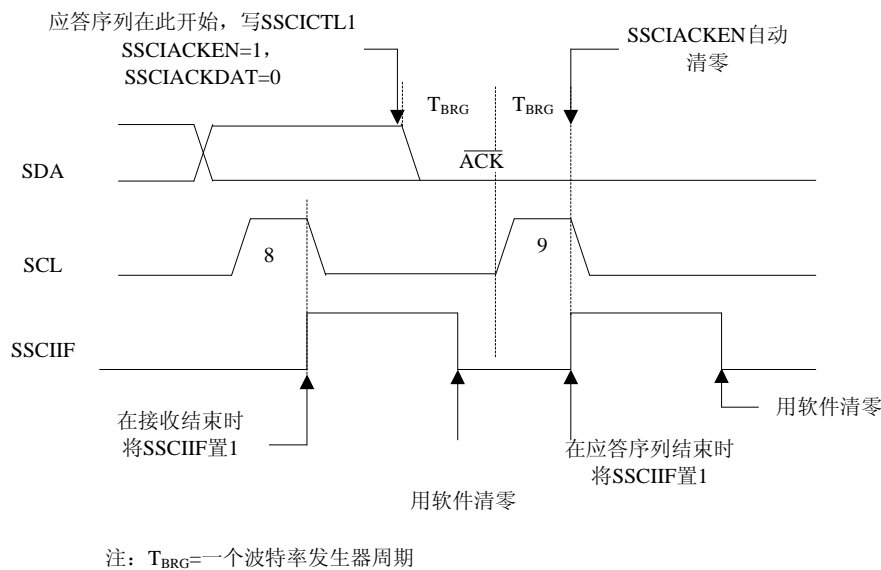 应答序列在此开始，写SSCICTL1
SSCIACKEN=1，
SSCIACKDAT=0
SSCIACKEN自动
清零
TBRG
TBRG
SDA
ACK
SCL
8
9
SSCIIF
在接收结束时
将SSCIIF置1
用软件清零
在应答序列结束时
将SSCIIF置1
用软件清零
注：TBRG=一个波特率发生器周期